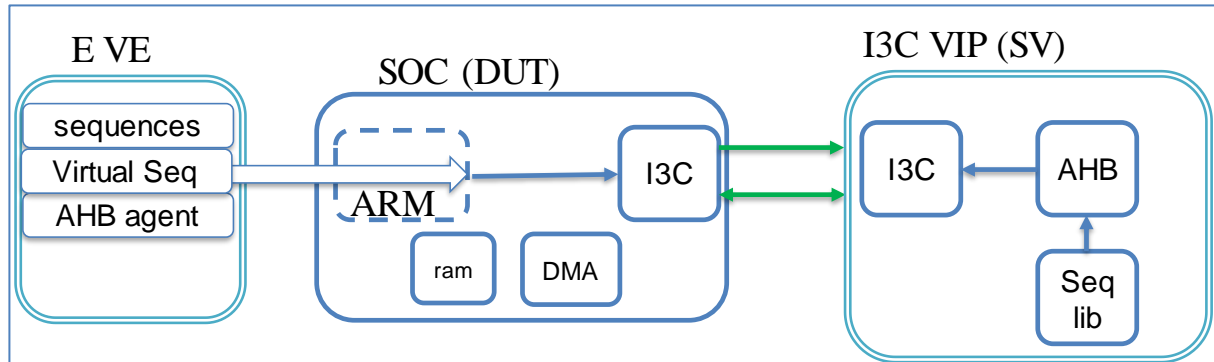 E VE
sequences
Virtual Seq
AHB agent
SOC (DUT)
ARM
I3C
ram
DMA
I3C VIP (SV)
I3C
AHB
Seq
lib